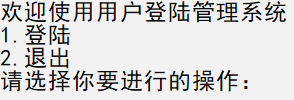 欢迎使用用户登陆管理系统
1.登陆
2.退出
请选择你要进行的操作：